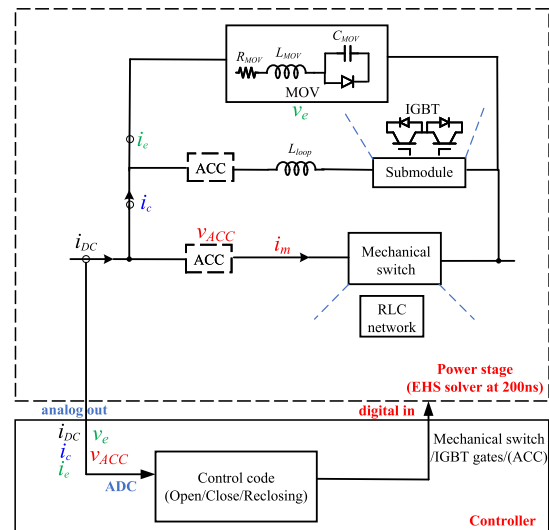 C_MOV
R_MOV
L_MOV
MOV
v_e
IGBT
i_e
ACC
L_loop
Submodule
i_c
v_ACC
i_m
i_DC
ACC
Mechanical
switch
RLC
network
Power stage
(EHS solver at 200ns)
analog out
digital in
i_DC
v_e
i_c
v_ACC
i_e
ADC
Control code
(Open/Close/Reclosing)
Mechanical switch
/IGBT gates/(ACC)
Controller